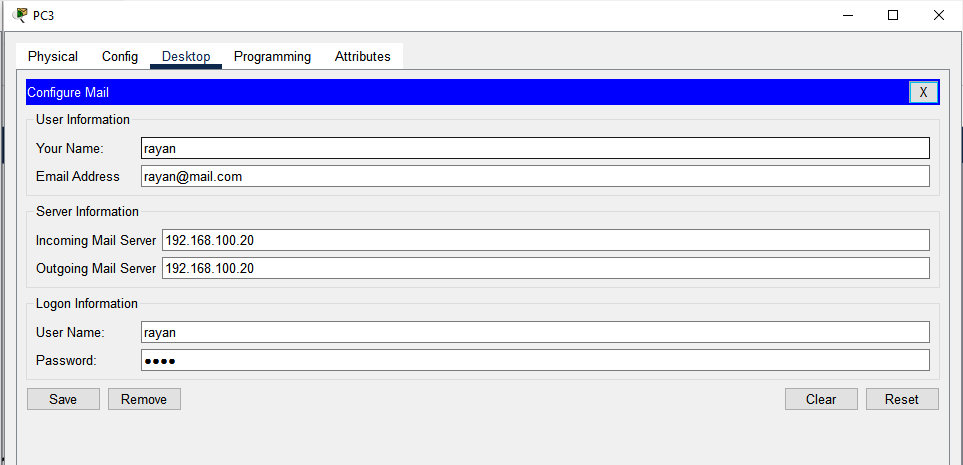 PC3
Physical Config Desktop Programming Attributes
Configure Mail X
User Information
Your Name: rayan
Email Address rayan@mail.com
Server Information
Incoming Mail Server 192.168.100.20
Outgoing Mail Server 192.168.100.20
Logon Information
User Name: rayan
Password: ●●●●
Save Remove Clear Reset